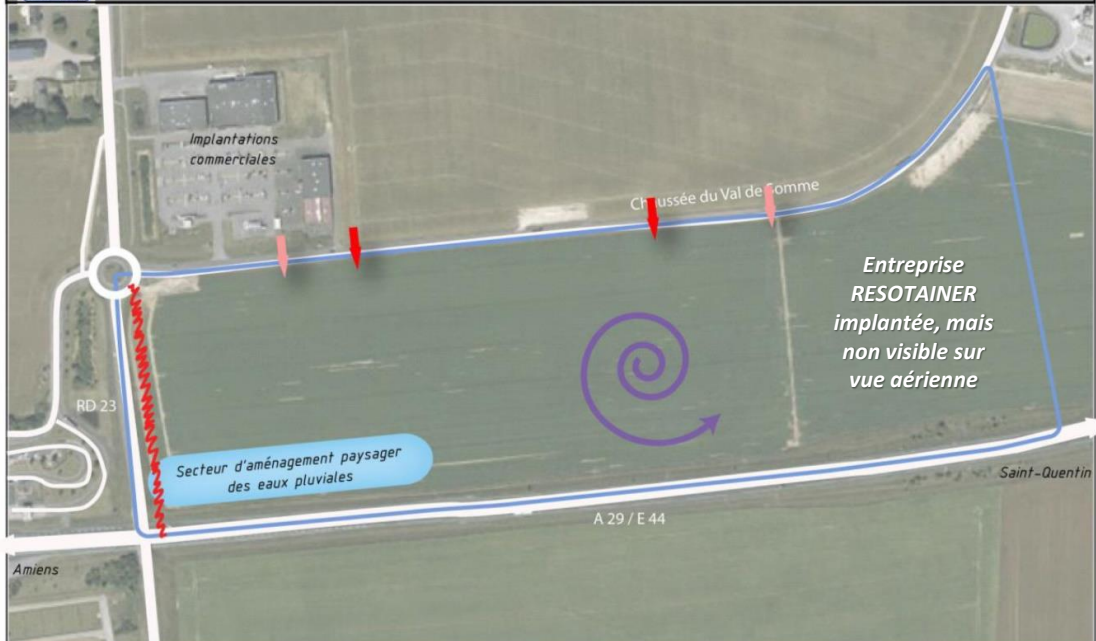 Implantations
commerciales
Chaussée du Val de Somme
Entreprise
RESOTAINER
implantée, mais
non visible sur
vue aérienne
RD 23
Secteur d'aménagement paysager
des eaux pluviales
Saint-Quentin
A 29 / E 44
Amiens